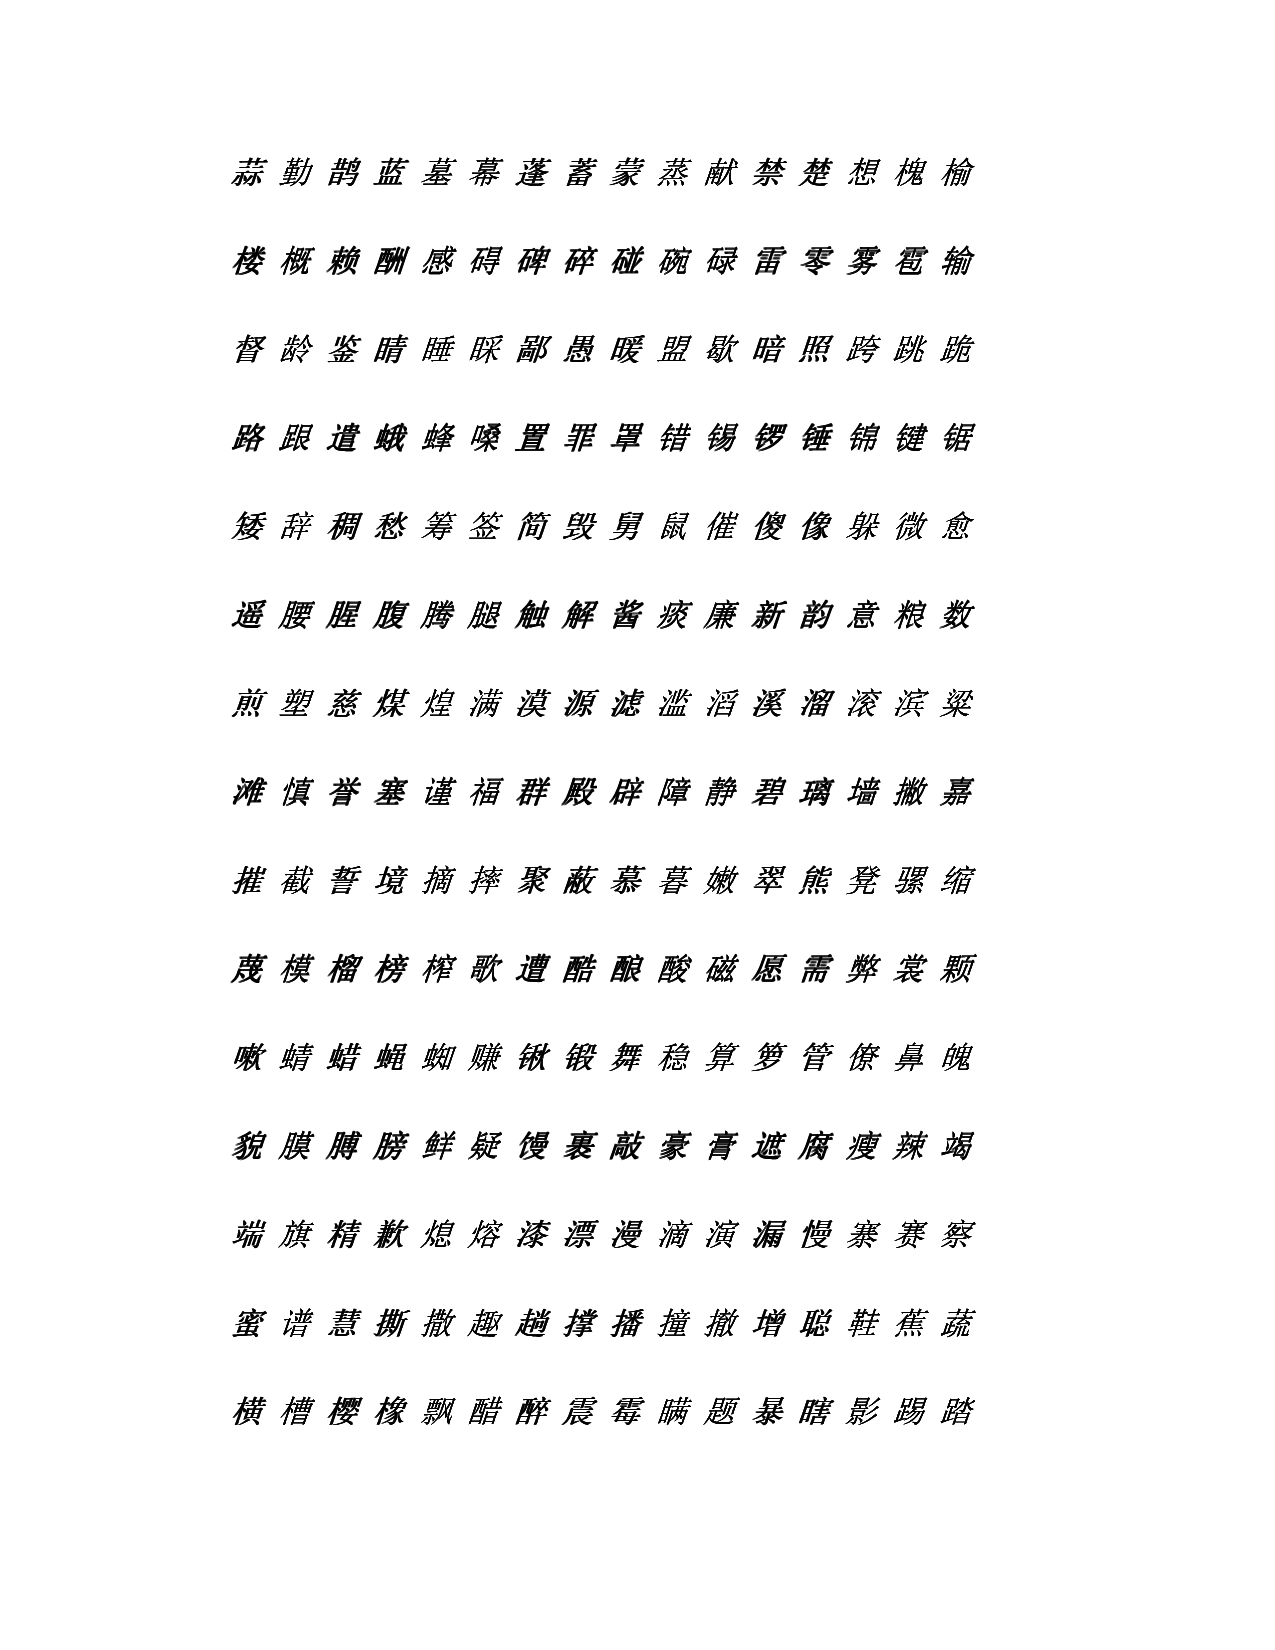 蒜 勤 鹊 蓝 墓 幕 蓬 蓄 蒙 蒸 献 禁 楚 想 槐 榆
楼 概 赖 酬 感 碍 碑 碎 碰 碗 碌 雷 零 雾 雹 输
督 龄 鉴 睛 睡 睬 鄙 愚 暖 盟 歇 暗 照 跨 跳 跪
路 跟 遣 蛾 蜂 嗓 置 罪 罩 错 锡 锣 锤 锦 键 锯
矮 辞 稠 愁 筹 签 简 毁 舅 鼠 催 傻 像 躲 微 愈
遥 腰 腥 腹 腾 腿 触 解 酱 痰 廉 新 韵 意 粮 数
煎 塑 慈 煤 煌 满 漠 源 滤 滥 滔 溪 溜 滚 滨 粱
滩 慎 誉 塞 谨 福 群 殿 辟 障 静 碧 璃 墙 撇 嘉
摧 截 誓 境 摘 摔 聚 蔽 慕 暮 嫩 翠 熊 凳 骡 缩
蔑 模 榴 榜 榨 歌 遭 酷 酿 酸 磁 愿 需 弊 裳 颗
嗽 蜻 蜡 蝇 蜘 赚 锹 锻 舞 稳 算 箩 管 僚 鼻 魄
貌 膜 膊 膀 鲜 疑 馒 裹 敲 豪 膏 遮 腐 瘦 辣 竭
端 旗 精 歉 熄 熔 漆 漂 漫 滴 演 漏 慢 寨 赛 察
蜜 谱 慧 撕 撒 趣 趟 撑 播 撞 撤 增 聪 鞋 蕉 蔬
横 槽 樱 橡 飘 醋 醉 震 霉 瞒 题 暴 瞎 影 踢 踏